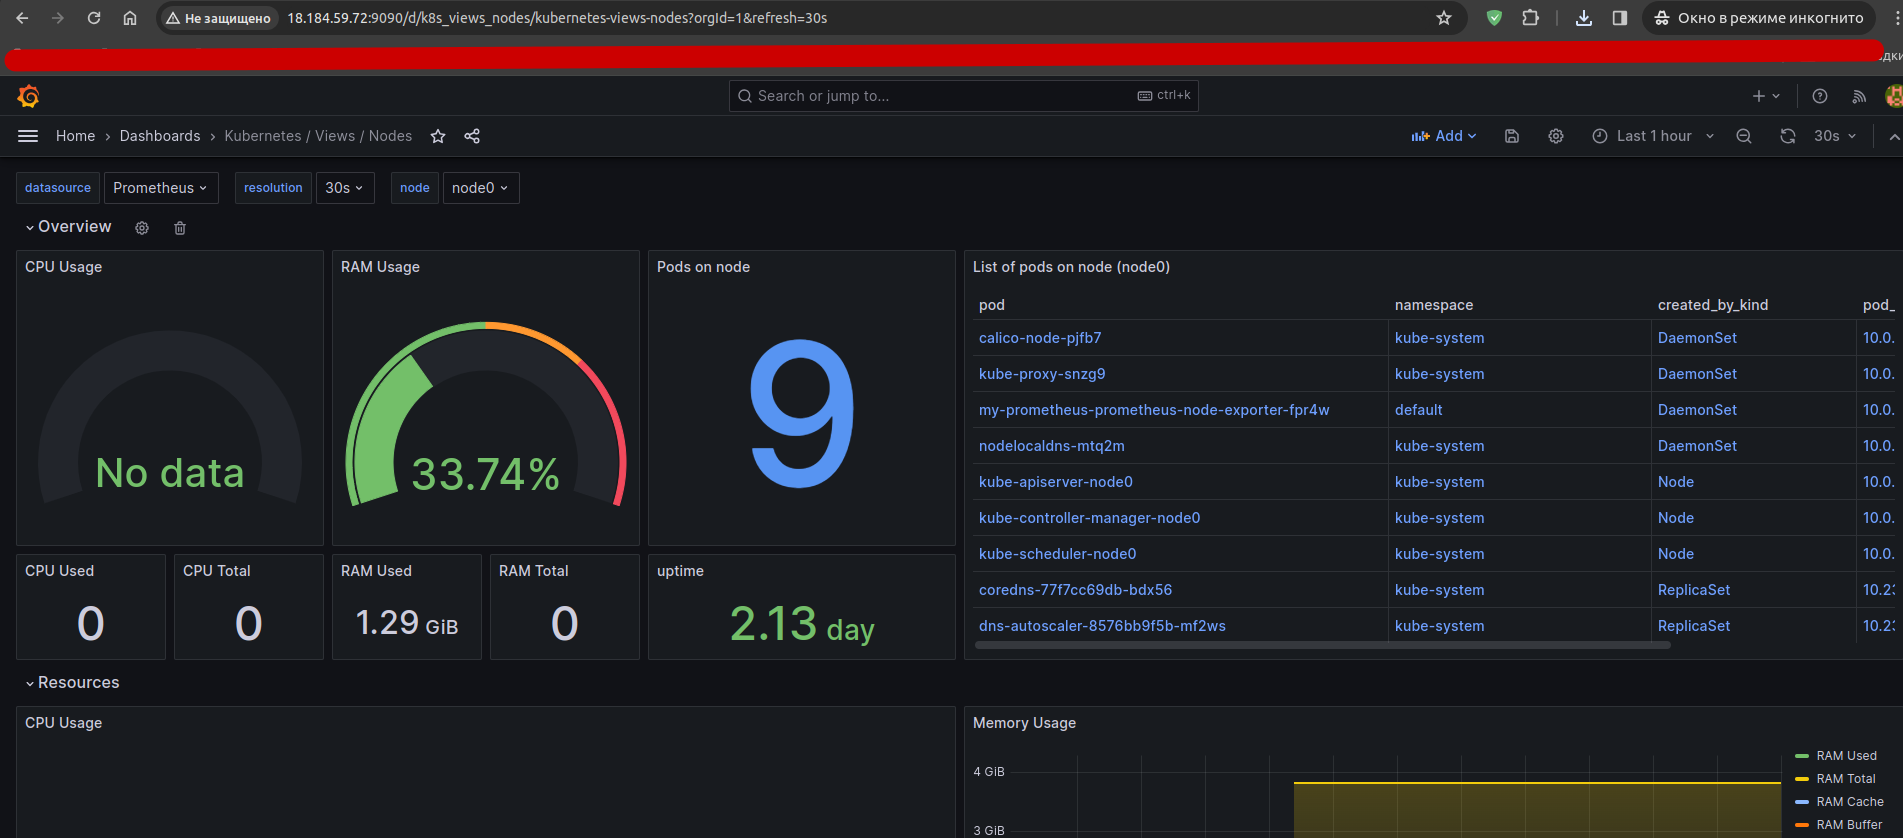 Не защищено 18.184.59.72:9090/d/k8s_views_nodes/kubernetes-views-nodes?orgId=1&refresh=30s Окно в режиме инкогнито
Search or jump to... ctrl+k
Home › Dashboards › Kubernetes / Views / Nodes Add Last 1 hour 30s
datasource Prometheus resolution 30s node node0
Overview
CPU Usage RAM Usage Pods on node List of pods on node (node0)
No data 33.74% 9
pod namespace created_by_kind pod_
calico-node-pjfb7 kube-system DaemonSet 10.0.
kube-proxy-snzg9 kube-system DaemonSet 10.0.
my-prometheus-prometheus-node-exporter-fpr4w default DaemonSet 10.0.
nodelocaldns-mtq2m kube-system DaemonSet 10.0.
kube-apiserver-node0 kube-system Node 10.0.
kube-controller-manager-node0 kube-system Node 10.0.
kube-scheduler-node0 kube-system Node 10.0.
coredns-77f7cc69db-bdx56 kube-system ReplicaSet 10.23
dns-autoscaler-8576bb9f5b-mf2ws kube-system ReplicaSet 10.23
CPU Used CPU Total RAM Used RAM Total uptime
0 0 1.29 GiB 0 2.13 day
Resources
CPU Usage Memory Usage
4 GiB
3 GiB
RAM Used
RAM Total
RAM Cache
RAM Buffer